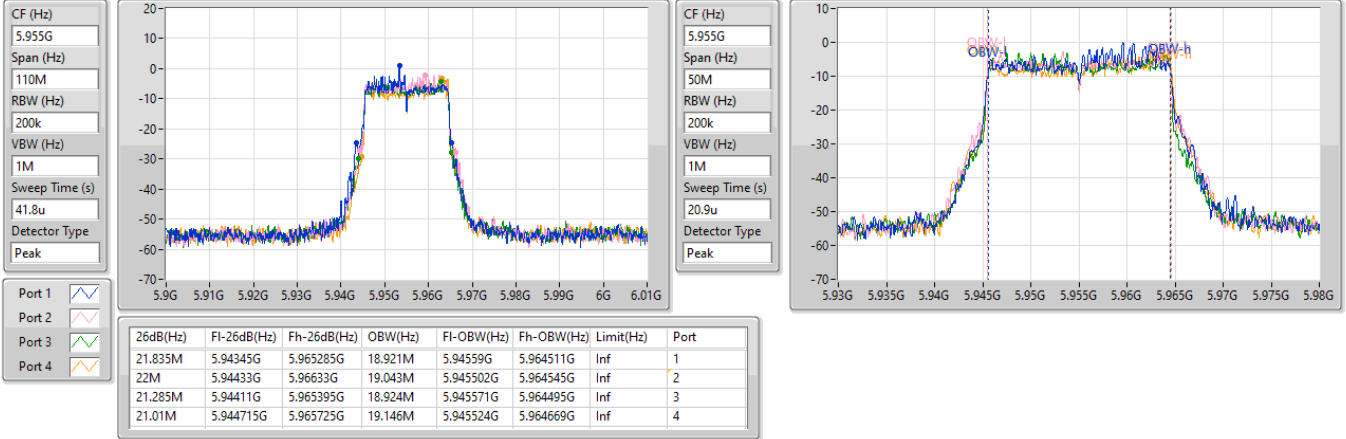 CF (Hz)
5.955G
Span (Hz)
110M
RBW (Hz)
200k
VBW (Hz)
1M
Sweep Time (s)
41.8u
Detector Type
Peak
20
10
0
-10
-20
-30
-40
-50
-60
-70
5.9G 5.91G 5.92G 5.93G 5.94G 5.95G 5.96G 5.97G 5.98G 5.99G 6G 6.01G
CF (Hz)
5.955G
Span (Hz)
50M
RBW (Hz)
200k
VBW (Hz)
1M
Sweep Time (s)
20.9u
Detector Type
Peak
10
0
-10
-20
-30
-40
-50
-60
-70
OBW-l
OBW-h
5.93G 5.935G 5.94G 5.945G 5.95G 5.955G 5.96G 5.965G 5.97G 5.975G 5.98G
Port 1
Port 2
Port 3
Port 4
26dB(Hz) Fl-26dB(Hz) Fh-26dB(Hz) OBW(Hz) Fl-OBW(Hz) Fh-OBW(Hz) Limit(Hz) Port
21.835M 5.94345G 5.965285G 18.921M 5.94559G 5.964511G Inf 1
22M 5.94433G 5.96633G 19.043M 5.945502G 5.964545G Inf 2
21.285M 5.94411G 5.965395G 18.924M 5.945571G 5.964495G Inf 3
21.01M 5.944715G 5.965725G 19.146M 5.945524G 5.964669G Inf 4